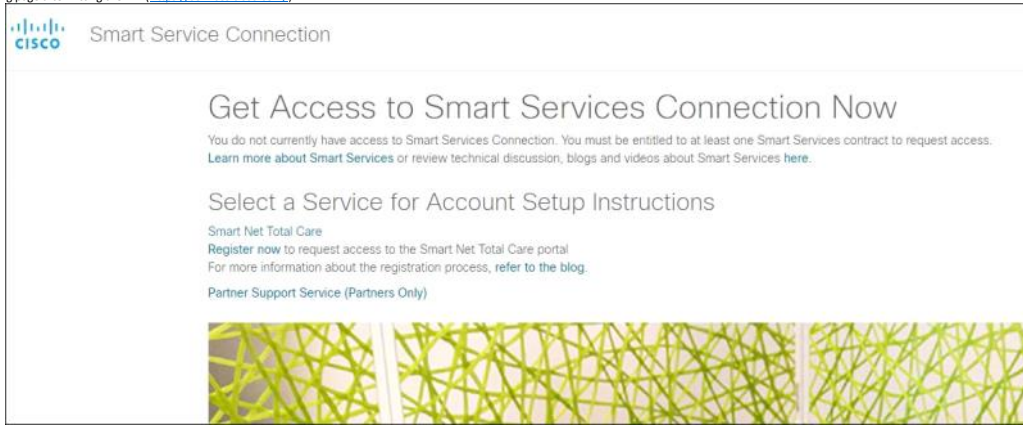 CISCO
Smart Service Connection
Get Access to Smart Services Connection Now
You do not currently have access to Smart Services Connection. You must be entitled to at least one Smart Services contract to request access.
Learn more about Smart Services or review technical discussion, blogs and videos about Smart Services here.
Select a Service for Account Setup Instructions
Smart Net Total Care
Register now to request access to the Smart Net Total Care portal
For more information about the registration process, refer to the blog.
Partner Support Service (Partners Only)